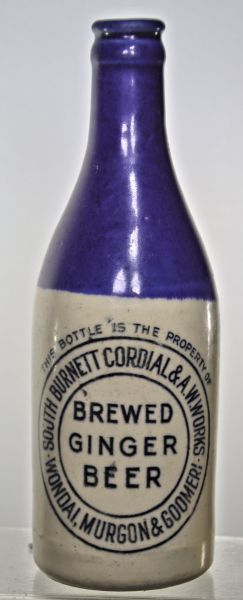 THIS BOTTLE IS THE PROPERTY OF
SOUTH BURNETT CORDIAL & A.W. WORKS
BREWED
GINGER
BEER
WONDAI, MURGON & GOOMERI